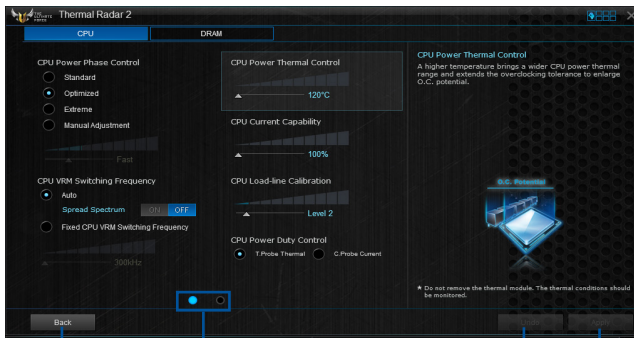 THE ULTIMATE FORCE
Thermal Radar 2
CPU
DRAM
CPU Power Phase Control
Standard
Optimized
Extreme
Manual Adjustment
Fast
CPU VRM Switching Frequency
Auto
Spread Spectrum
ON
OFF
Fixed CPU VRM Switching Frequency
300kHz
CPU Power Thermal Control
120°C
CPU Current Capability
100%
CPU Load-line Calibration
Level 2
CPU Power Duty Control
T.Probe Thermal
C.Probe Current
CPU Power Thermal Control
A higher temperature brings a wider CPU power thermal
range and extends the overclocking tolerance to enlarge
O.C. potential.
O.C. Potential
* Do not remove the thermal module. The thermal conditions should
be monitored.
Back
Undo
Apply